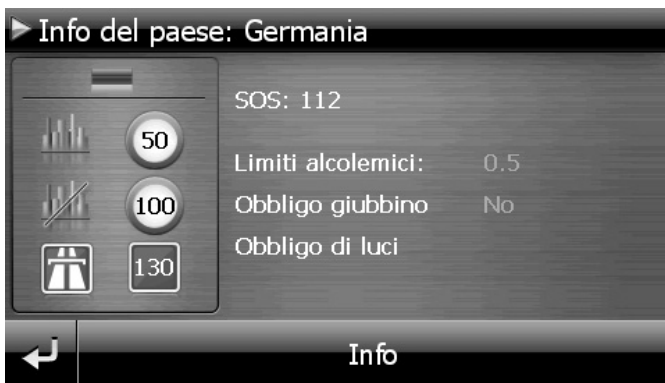 Info del paese: Germania
50
100
130
SOS: 112
Limiti alcolemici: 0.5
Obbligo giubbino No
Obbligo di luci
Info